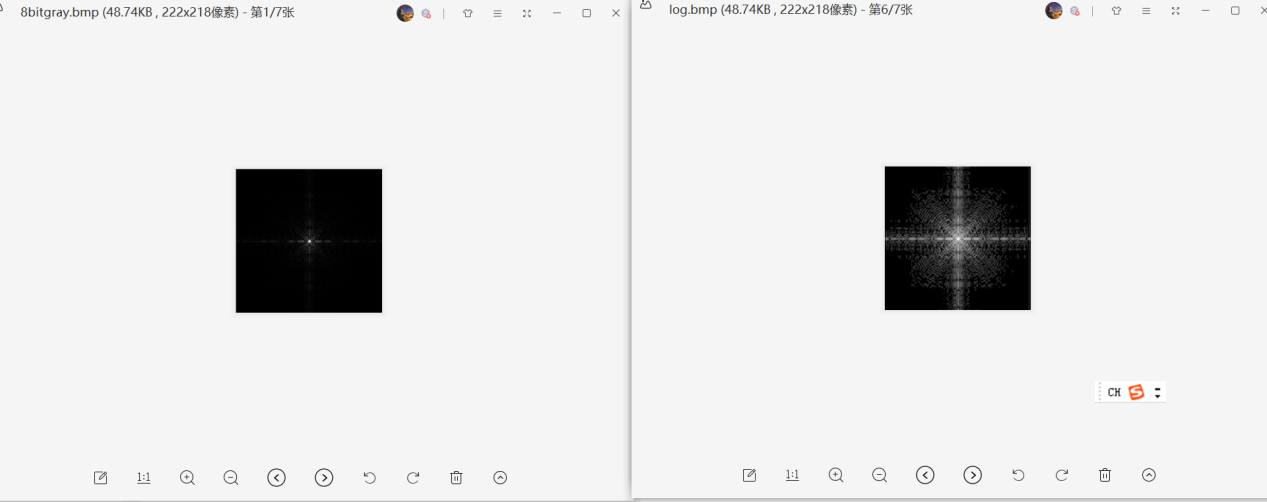 8bitgray.bmp (48.74KB , 222x218像素) - 第1/7张
1:1
log.bmp (48.74KB , 222x218像素) - 第6/7张
1:1
CH S